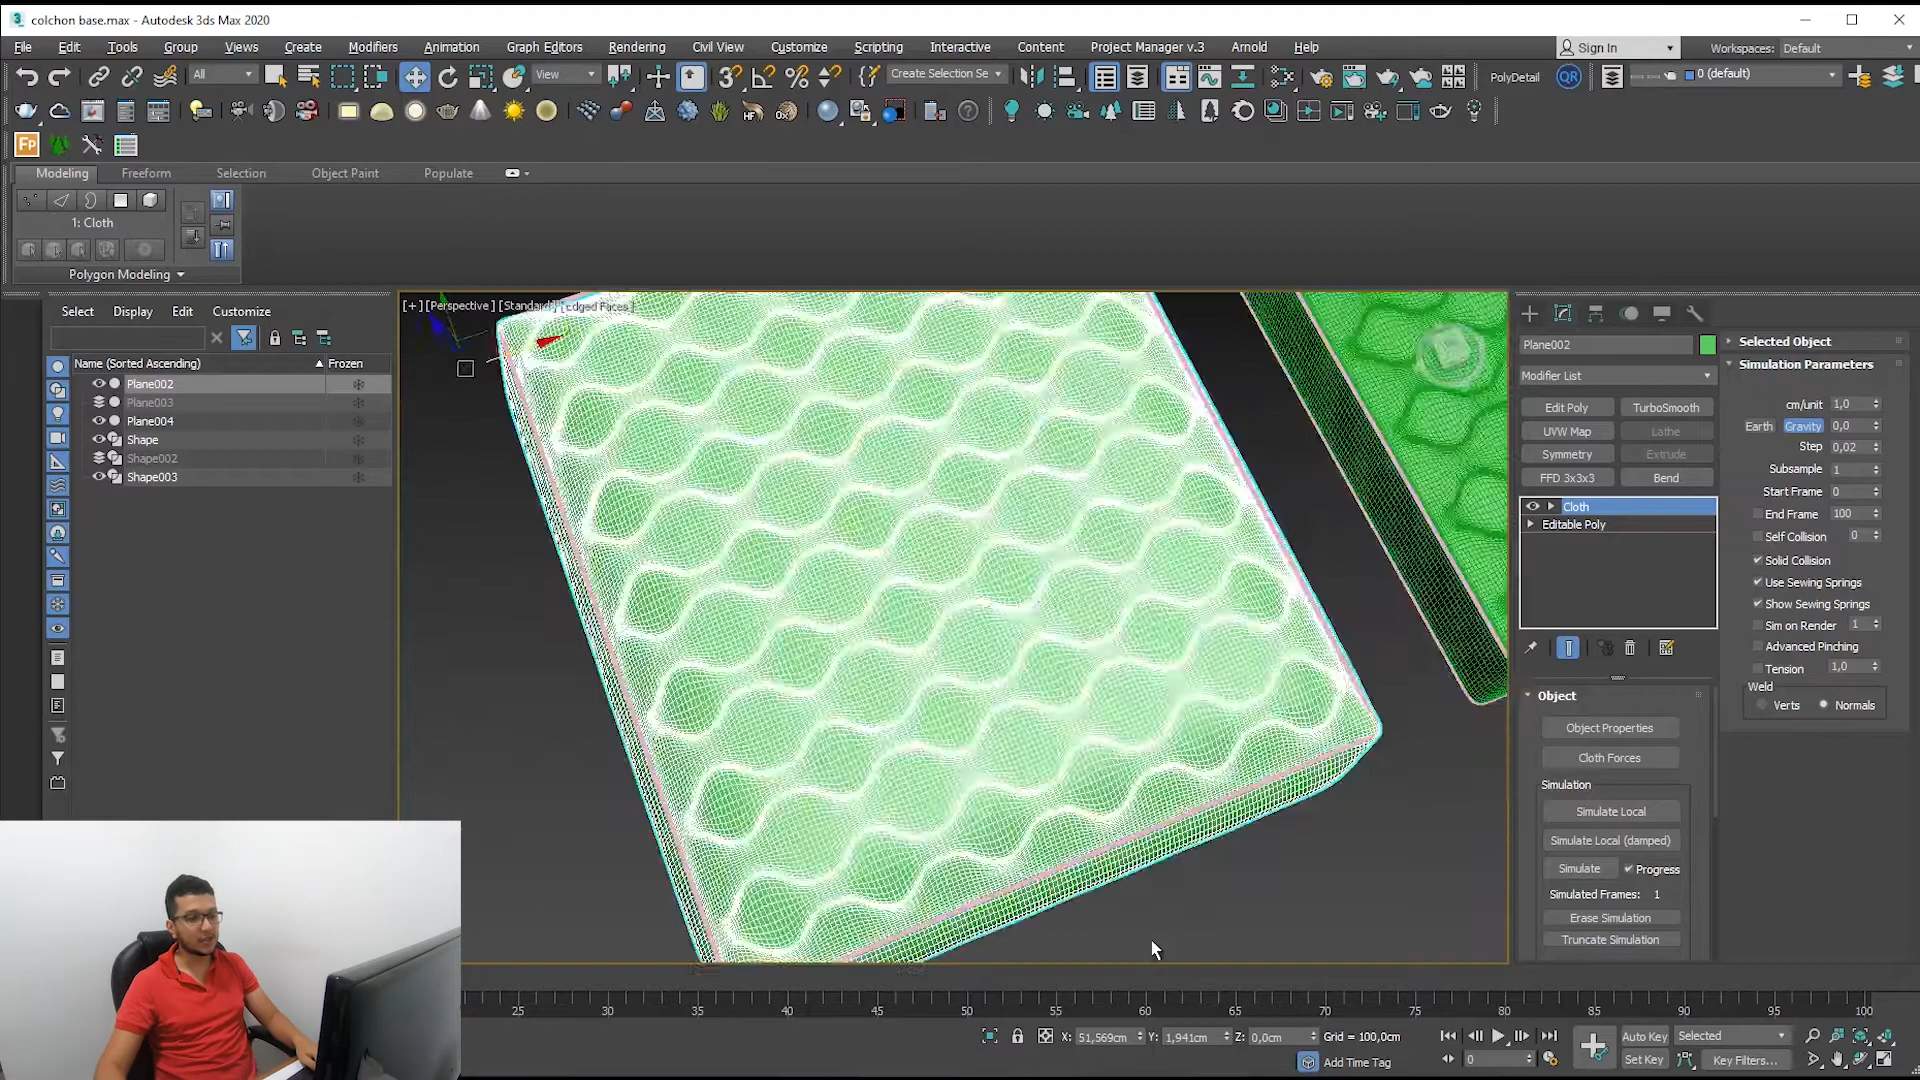 colchon base.max - Autodesk 3ds Max 2020
File Edit Tools Group Views Create Modifiers Animation Graph Editors Rendering Civil View Customize Scripting Interactive Content Project Manager v.3 Arnold Help Sign In Workspaces: Default
All View Create Selection Se PolyDetail QR 0 (default)
Fp
Modeling Freeform Selection Object Paint Populate
1: Cloth
Polygon Modeling
Select Display Edit Customize
Name (Sorted Ascending) Frozen
Plane002
Plane003
Plane004
Shape
Shape002
Shape003
[+] [Perspective] [Standard] [Edged Faces]
Plane002
Modifier List
Edit Poly TurboSmooth
UVW Map Lathe
Symmetry Extrude
FFD 3x3x3 Bend
Cloth
Editable Poly
Object
Object Properties
Cloth Forces
Simulation
Simulate Local
Simulate Local (damped)
Simulate Progress
Simulated Frames: 1
Erase Simulation
Truncate Simulation
Selected Object
Simulation Parameters
cm/unit 1,0
Earth Gravity 0,0
Step 0,02
Subsample 1
Start Frame 0
End Frame 100
Self Collision 0
Solid Collision
Use Sewing Springs
Show Sewing Springs
Sim on Render 1
Advanced Pinching
Tension 1,0
Weld
Verts Normals
25 30 35 40 45 50 55 60 65 70 75 80 85 90 95 100
X: 51,569cm Y: 1,941cm Z: 0,0cm Grid = 100,0cm
Add Time Tag
0
Auto Key Selected
Set Key Key Filters...